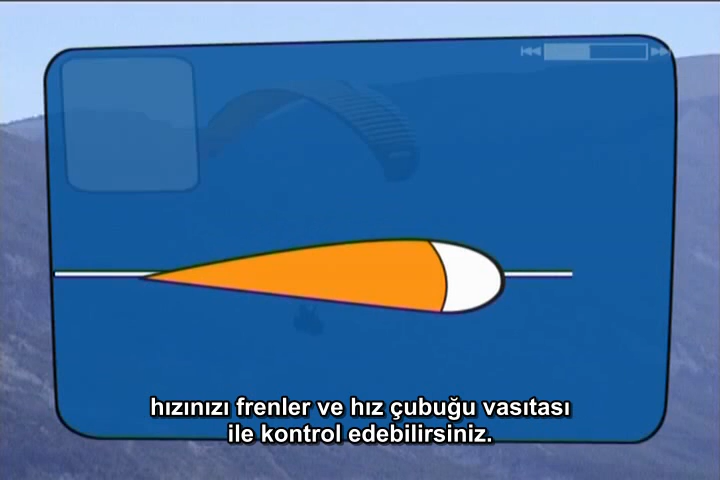 hızınızı frenler ve hız çubuğu vasıtası
ile kontrol edebilirsiniz.